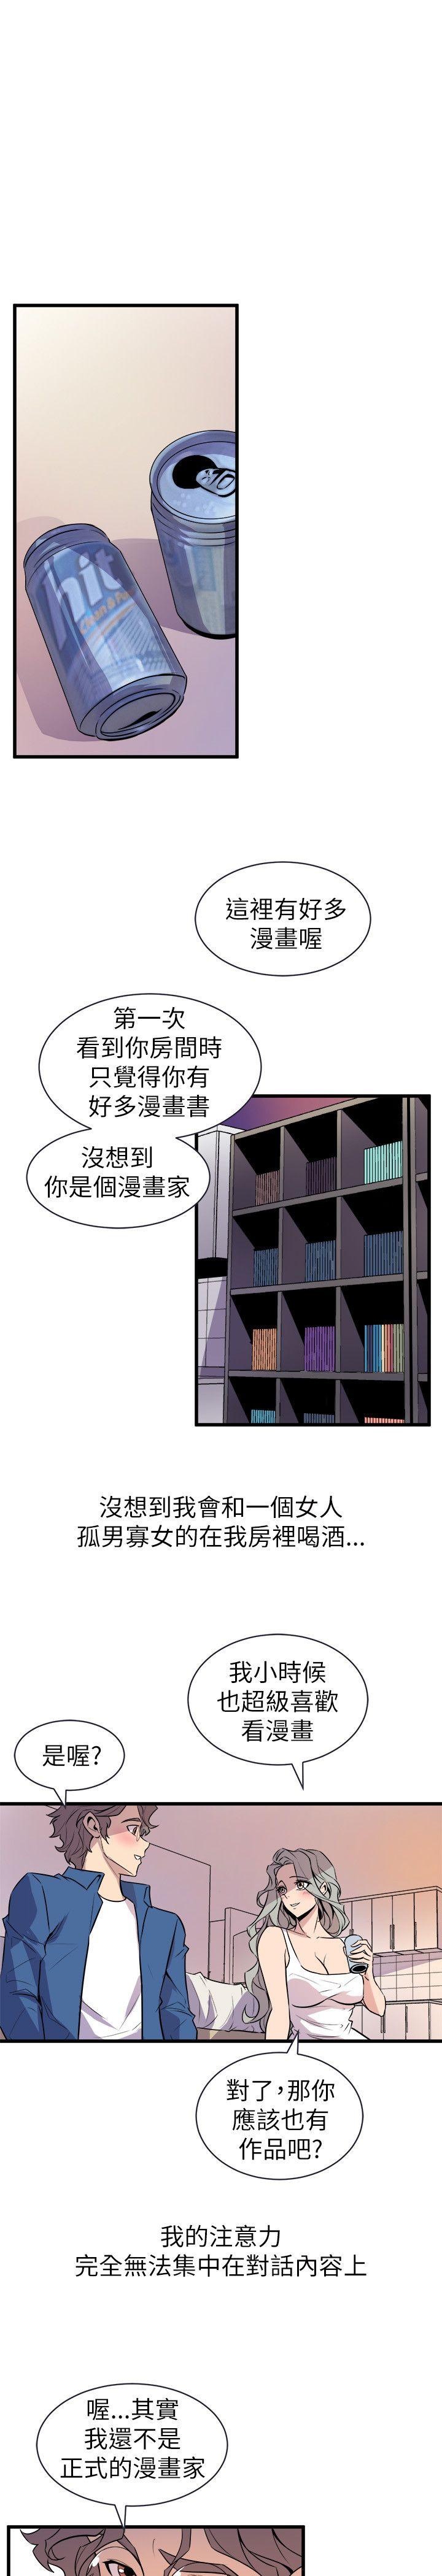 hit
這裡有好多
漫畫喔
第一次
看到你房間時
只覺得你有
好多漫畫書
沒想到
你是個漫畫家
沒想到我會和一個女人
孤男寡女的在我房裡喝酒...
我小時候
也超級喜歡
看漫畫
是喔?
對了,那你
應該也有
作品吧?
我的注意力
完全無法集中在對話內容上
喔...其實
我還不是
正式的漫畫家